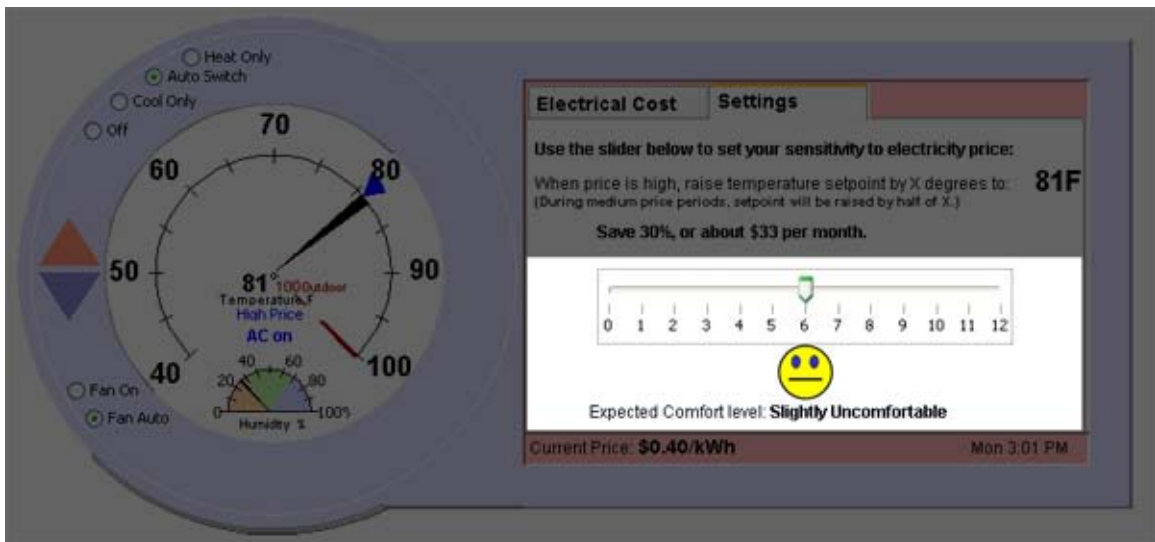 Heat Only
Auto Switch
Cool Only
Off
70
60
80
50
90
81°
100 Outdoor
Temperature, F
High Price
AC on
40
100
40 60
20 80
0 100%
Humidity %
Fan On
Fan Auto
Electrical Cost Settings
Use the slider below to set your sensitivity to electricity price:
When price is high, raise temperature setpoint by X degrees to: 81F
(During medium price periods, setpoint will be raised by half of X.)
Save 30%, or about $33 per month.
0 1 2 3 4 5 6 7 8 9 10 11 12
Expected Comfort level: Slightly Uncomfortable
Current Price: $0.40/kWh Mon 3:01 PM